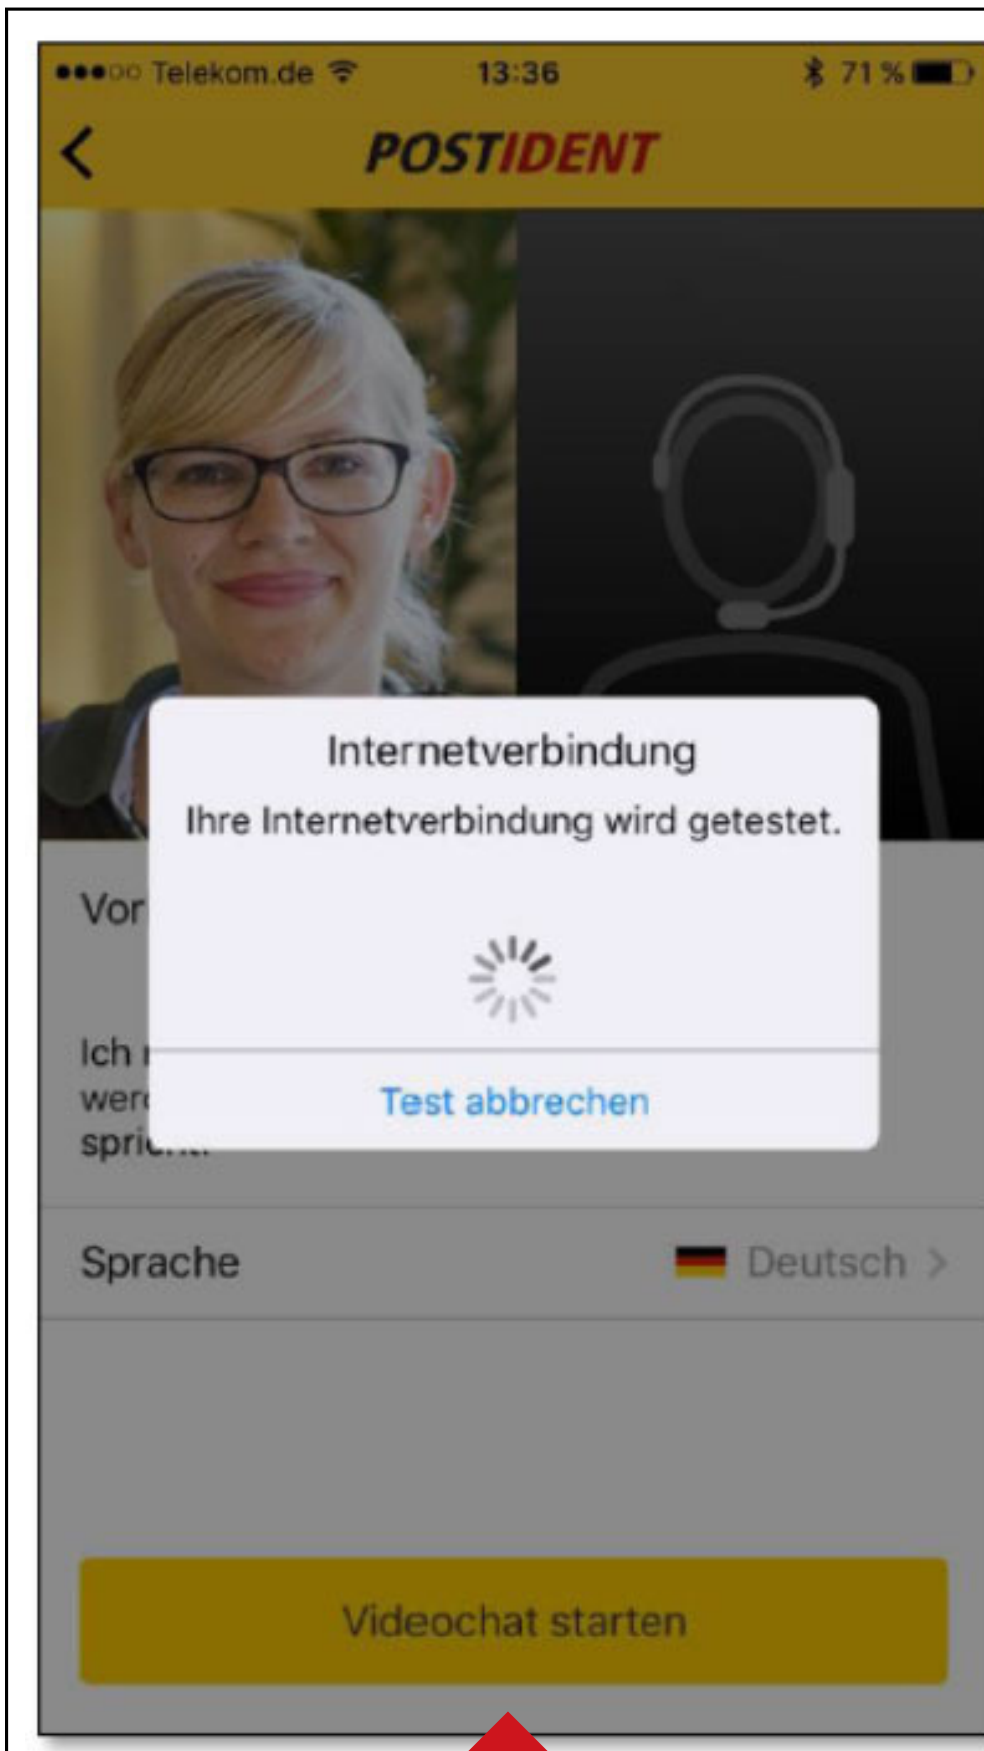 Telekom.de 13:36 71 %
POSTIDENT
Internetverbindung
Ihre Internetverbindung wird getestet.
Vor
Ich
Test abbrechen
Sprache Deutsch >
Videochat starten